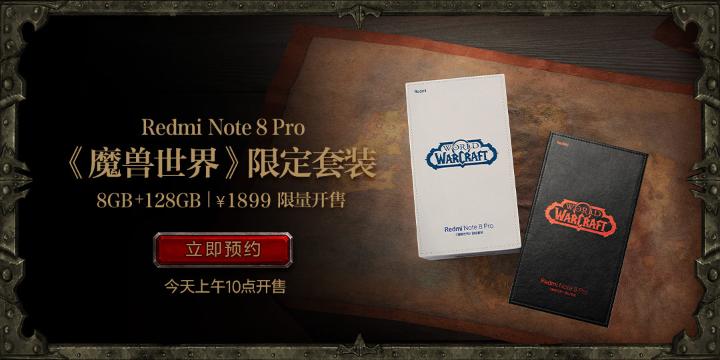 Redmi Note 8 Pro
《魔兽世界》限定套装
8GB+128GB | ¥1899 限量开售
立即预约
今天上午10点开售
Redmi
WORLD
WARCRAFT
Redmi Note 8 Pro
Redmi
WORLD
WARCRAFT
Redmi Note 8 Pro